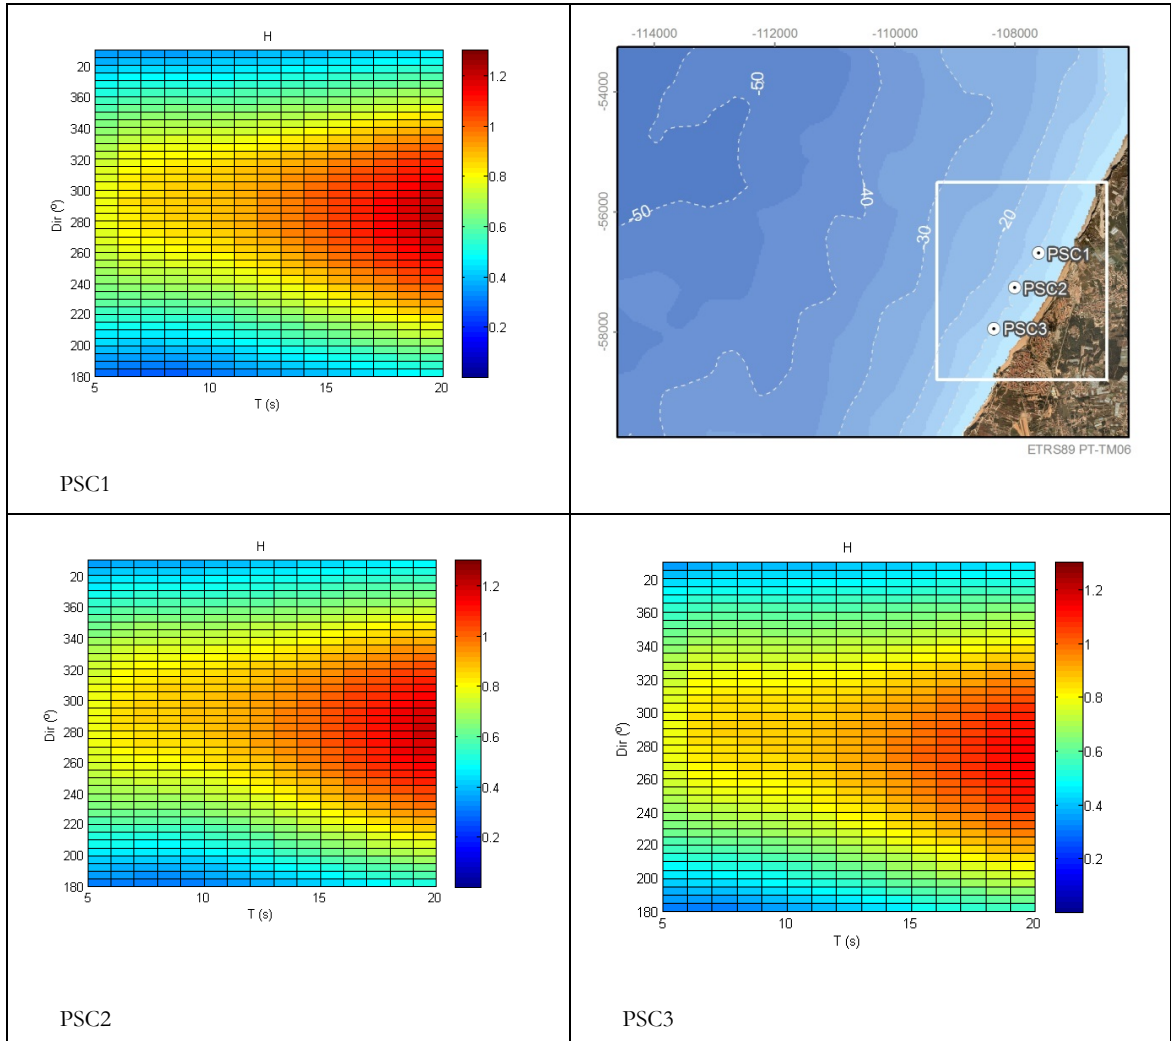 H
20
360
340
320
300
280
260
240
220
200
180
Dir (º)
5 10 15 20
T (s)
1.2
1
0.8
0.6
0.4
0.2
PSC1
-114000 -112000 -110000 -108000
-54000
-56000
-58000
-50
-50
-40
-30
-20
PSC1
PSC2
PSC3
ETRS89 PT-TM06
H
20
360
340
320
300
280
260
240
220
200
180
Dir (º)
5 10 15 20
T (s)
1.2
1
0.8
0.6
0.4
0.2
PSC2
H
20
360
340
320
300
280
260
240
220
200
180
Dir (º)
5 10 15 20
T (s)
1.2
1
0.8
0.6
0.4
0.2
PSC3